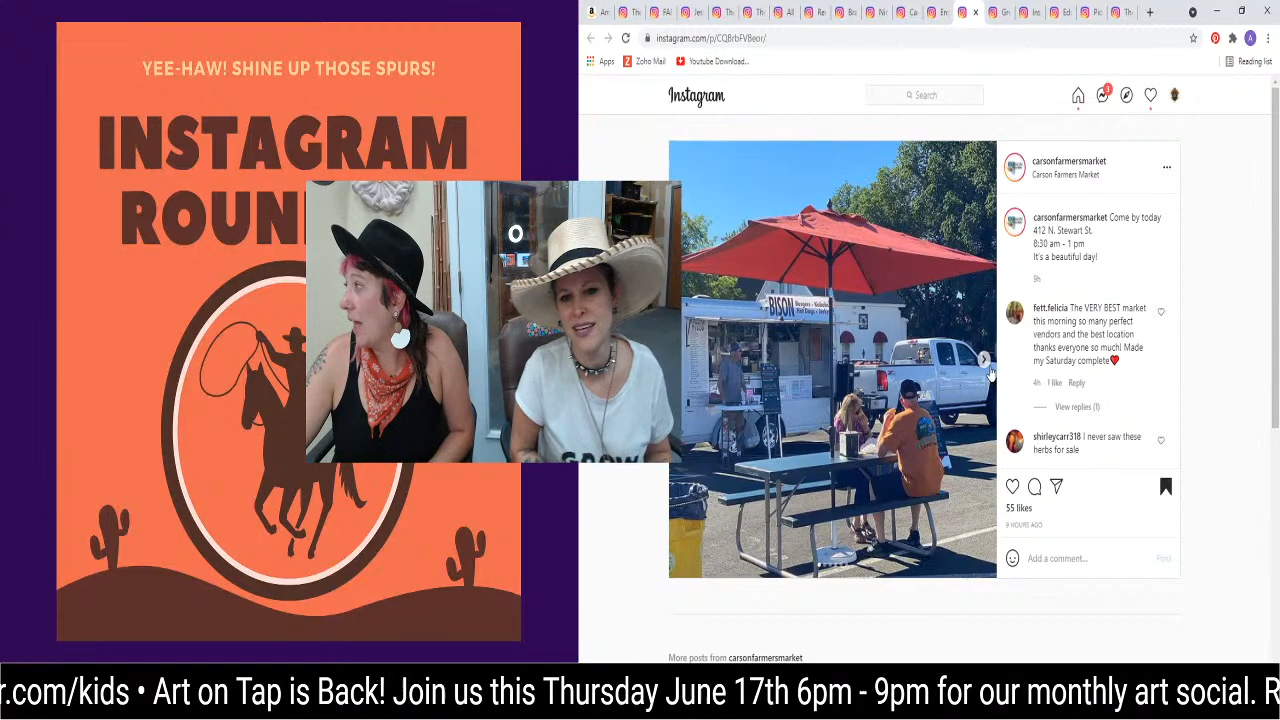 YEE-HAW! SHINE UP THOSE SPURS!
INSTAGRAM
ROUN
instagram.com/p/CQBrbFVBeor/
Apps
Zoho Mail
Youtube Download...
Reading list
Instagram
Search
3
carsonfarmersmarket
Carson Farmers Market
carsonfarmersmarket Come by today
412 N. Stewart St.
8:30 am - 1 pm
It's a beautiful day!
9h
fett.felicia The VERY BEST market
this morning so many perfect
vendors and the best location
thanks everyone so much! Made
my Saturday complete
4h 1 like Reply
View replies (1)
shirleycarr318 I never saw these
herbs for sale
55 likes
9 HOURS AGO
Add a comment...
Post
BISON
GROW
More posts from carsonfarmersmarket
r.com/kids • Art on Tap is Back! Join us this Thursday June 17th 6pm - 9pm for our monthly art social. R